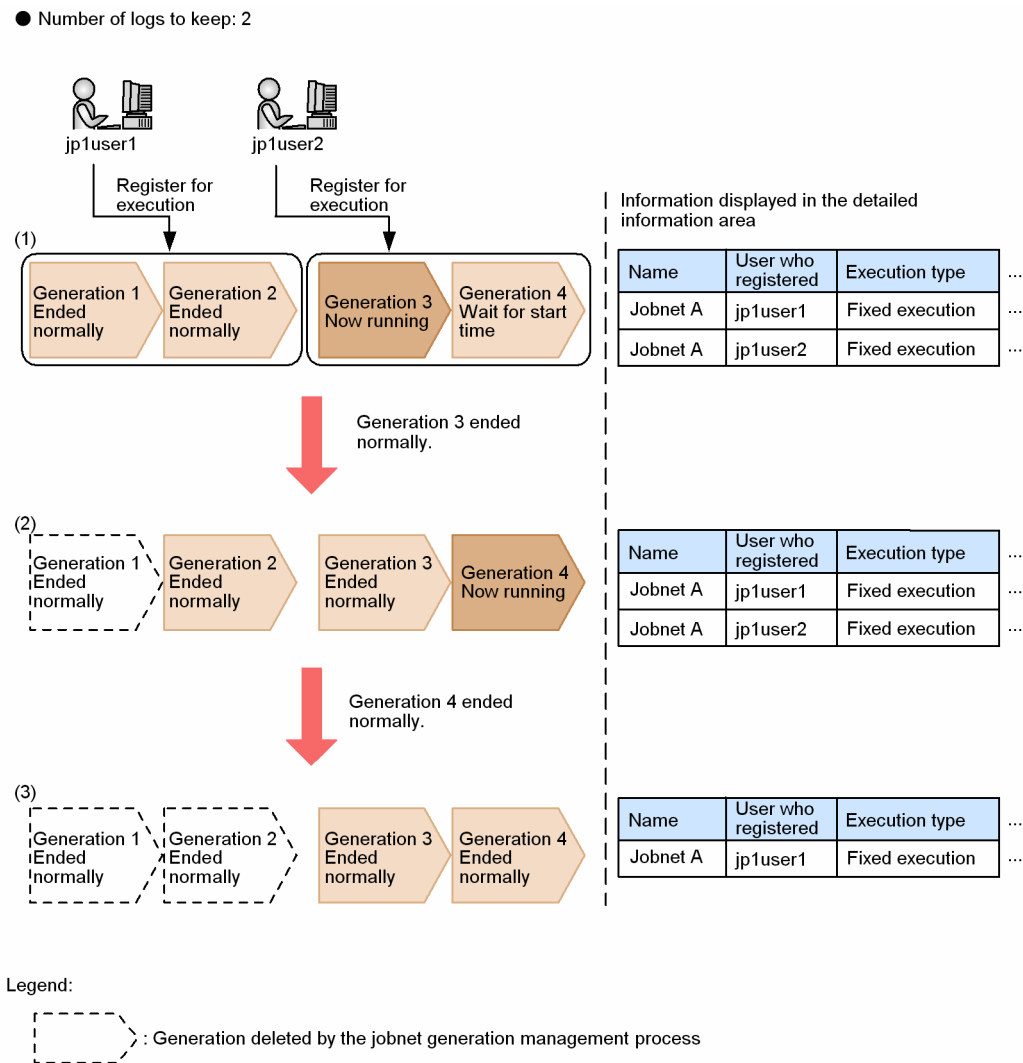 ● Number of logs to keep: 2
jp1user1
jp1user2
Register for
execution
Register for
execution
Information displayed in the detailed
information area
(1)
Generation 1
Ended
normally
Generation 2
Ended
normally
Generation 3
Now running
Generation 4
Wait for start
time
Name
User who
registered
Execution type
...
Jobnet A
jp1user1
Fixed execution
...
Jobnet A
jp1user2
Fixed execution
...
Generation 3 ended
normally.
(2)
Generation 1
Ended
normally
Generation 2
Ended
normally
Generation 3
Ended
normally
Generation 4
Now running
Name
User who
registered
Execution type
...
Jobnet A
jp1user1
Fixed execution
...
Jobnet A
jp1user2
Fixed execution
...
Generation 4 ended
normally.
(3)
Generation 1
Ended
normally
Generation 2
Ended
normally
Generation 3
Ended
normally
Generation 4
Ended
normally
Name
User who
registered
Execution type
...
Jobnet A
jp1user1
Fixed execution
...
Legend:
: Generation deleted by the jobnet generation management process